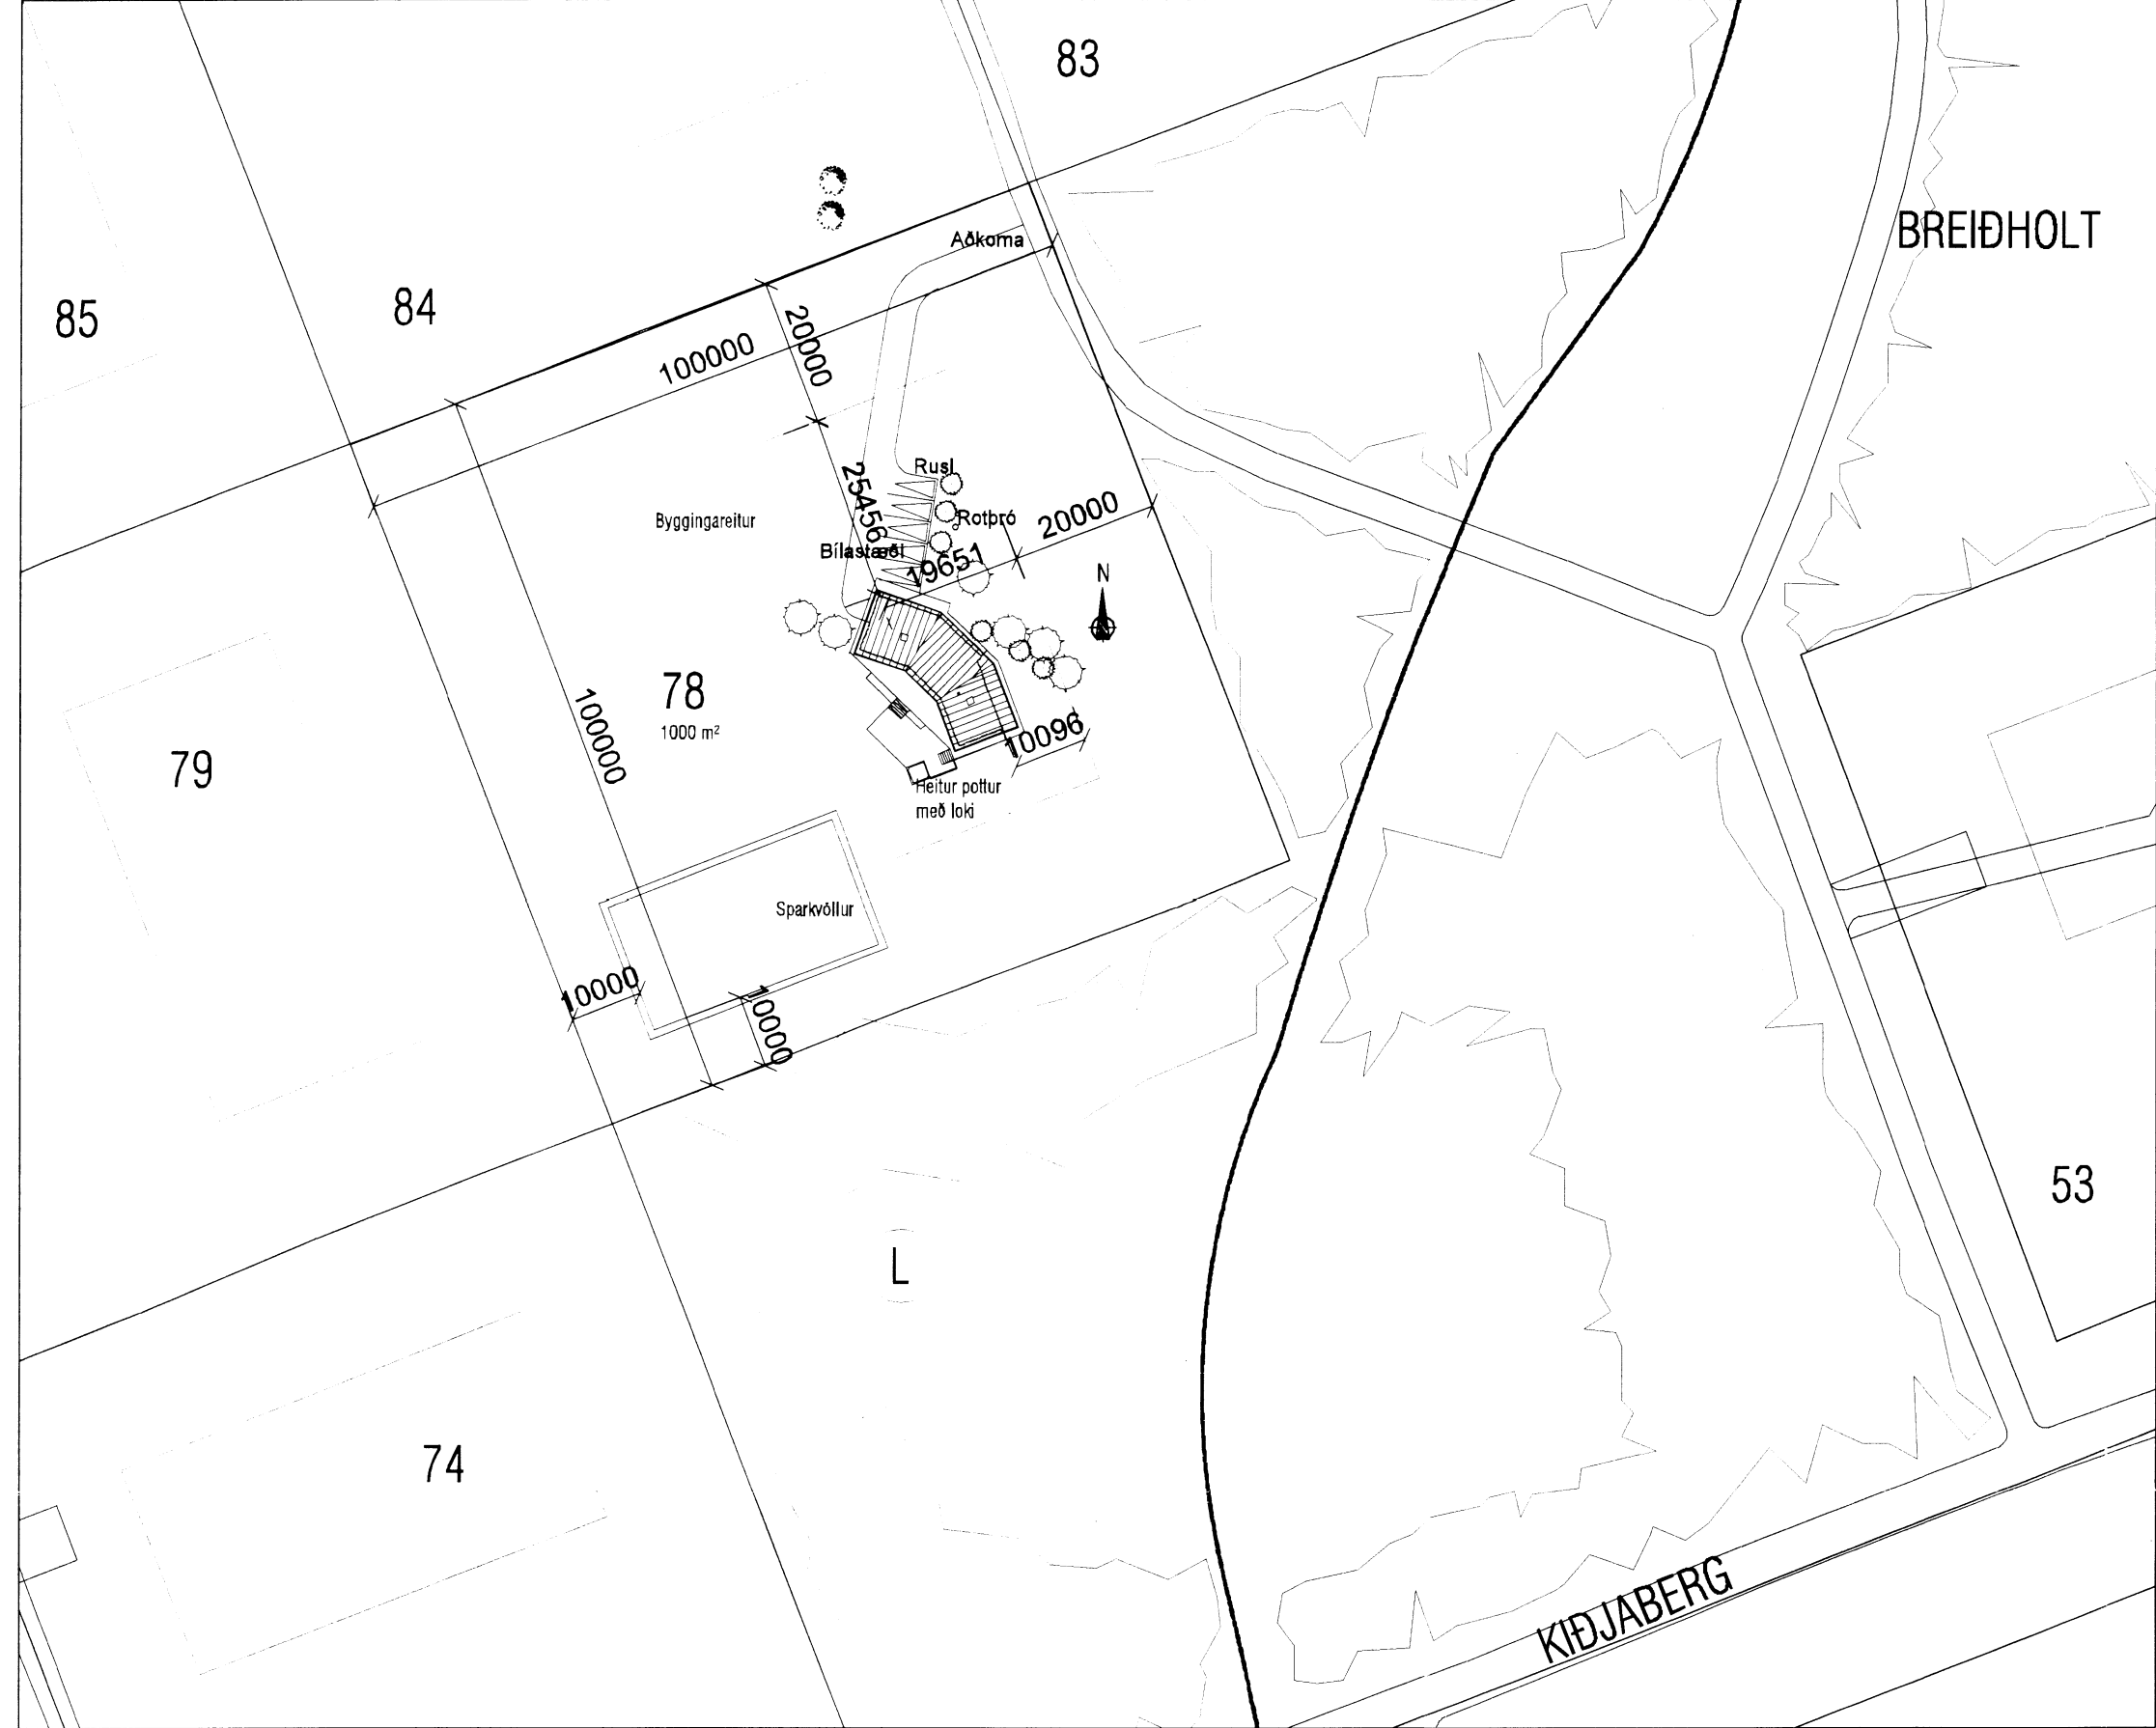 83
BREIÐHOLT
Aðkoma
85
84
20000
100000
25456
Rusl
Rotþró
20000
Byggingareitur
Bílastæði
19651
N
78
1000 m²
100000
79
10096
Heitur pottur
með loki
Sparkvöllur
10000
10000
53
L
74
KIÐJABERG